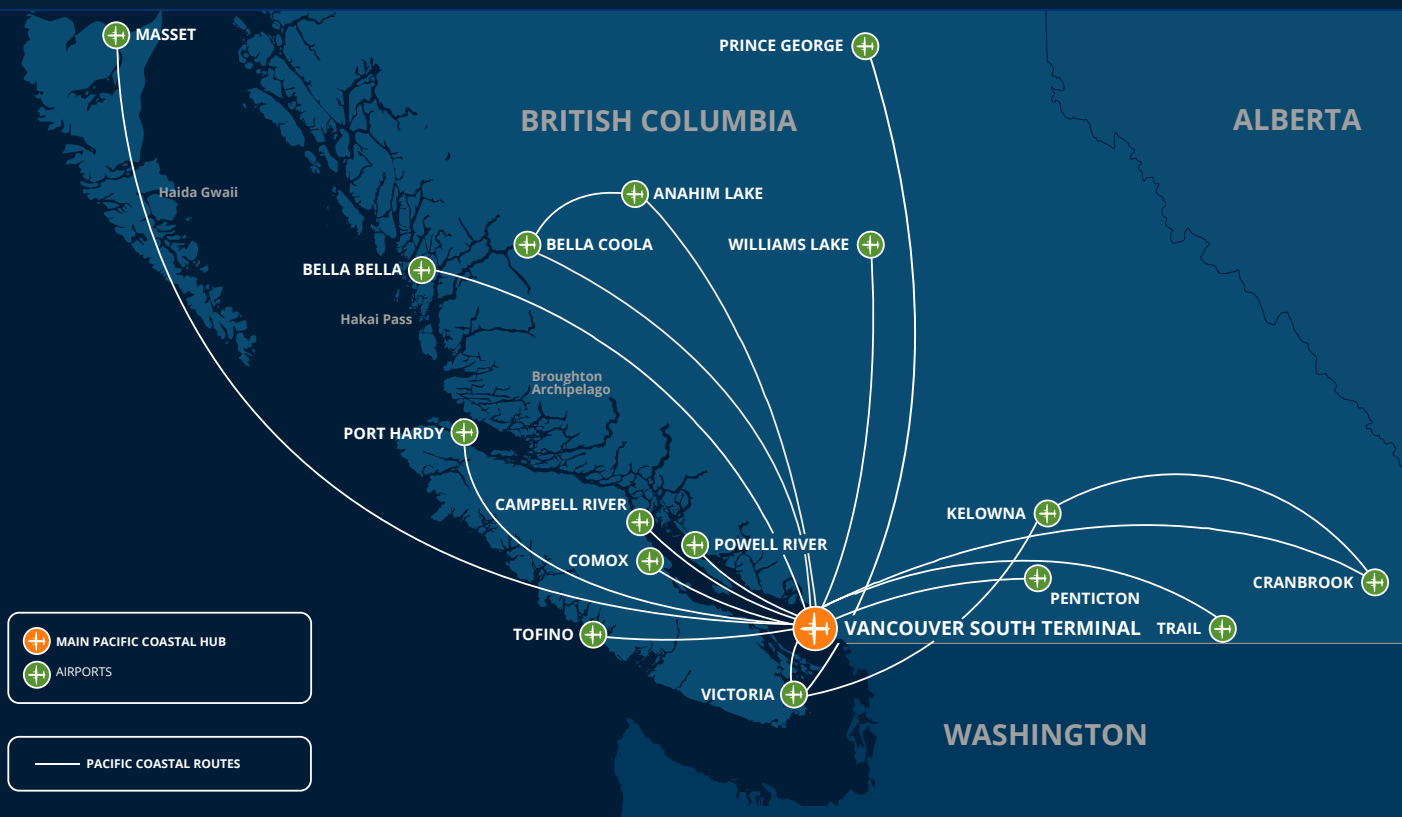 MASSET
PRINCE GEORGE
BRITISH COLUMBIA
ALBERTA
Haida Gwaii
ANAHIM LAKE
BELLA COOLA
WILLIAMS LAKE
BELLA BELLA
Hakai Pass
Broughton
Archipelago
PORT HARDY
CAMPBELL RIVER
KELOWNA
POWELL RIVER
COMOX
CRANBROOK
PENTICTON
TOFINO
VANCOUVER SOUTH TERMINAL
TRAIL
MAIN PACIFIC COASTAL HUB
AIRPORTS
VICTORIA
WASHINGTON
PACIFIC COASTAL ROUTES